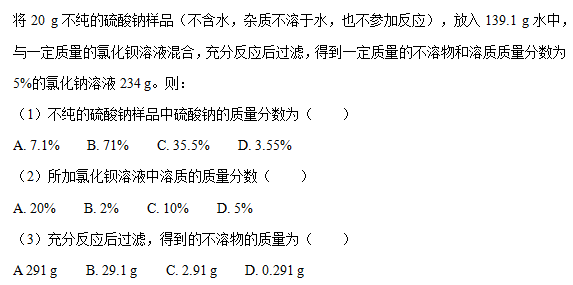 将 20 g 不纯的硫酸钠样品（不含水，杂质不溶于水，也不参加反应），放入 139.1 g 水中，
与一定质量的氯化钡溶液混合，充分反应后过滤，得到一定质量的不溶物和溶质质量分数为
5%的氯化钠溶液 234 g。则：
（1）不纯的硫酸钠样品中硫酸钠的质量分数为（　　）
A. 7.1%　B. 71%　C. 35.5%　D. 3.55%
（2）所加氯化钡溶液中溶质的质量分数（　　）
A. 20%　B. 2%　C. 10%　D. 5%
（3）充分反应后过滤，得到的不溶物的质量为（　　）
A 291 g　B. 29.1 g　C. 2.91 g　D. 0.291 g